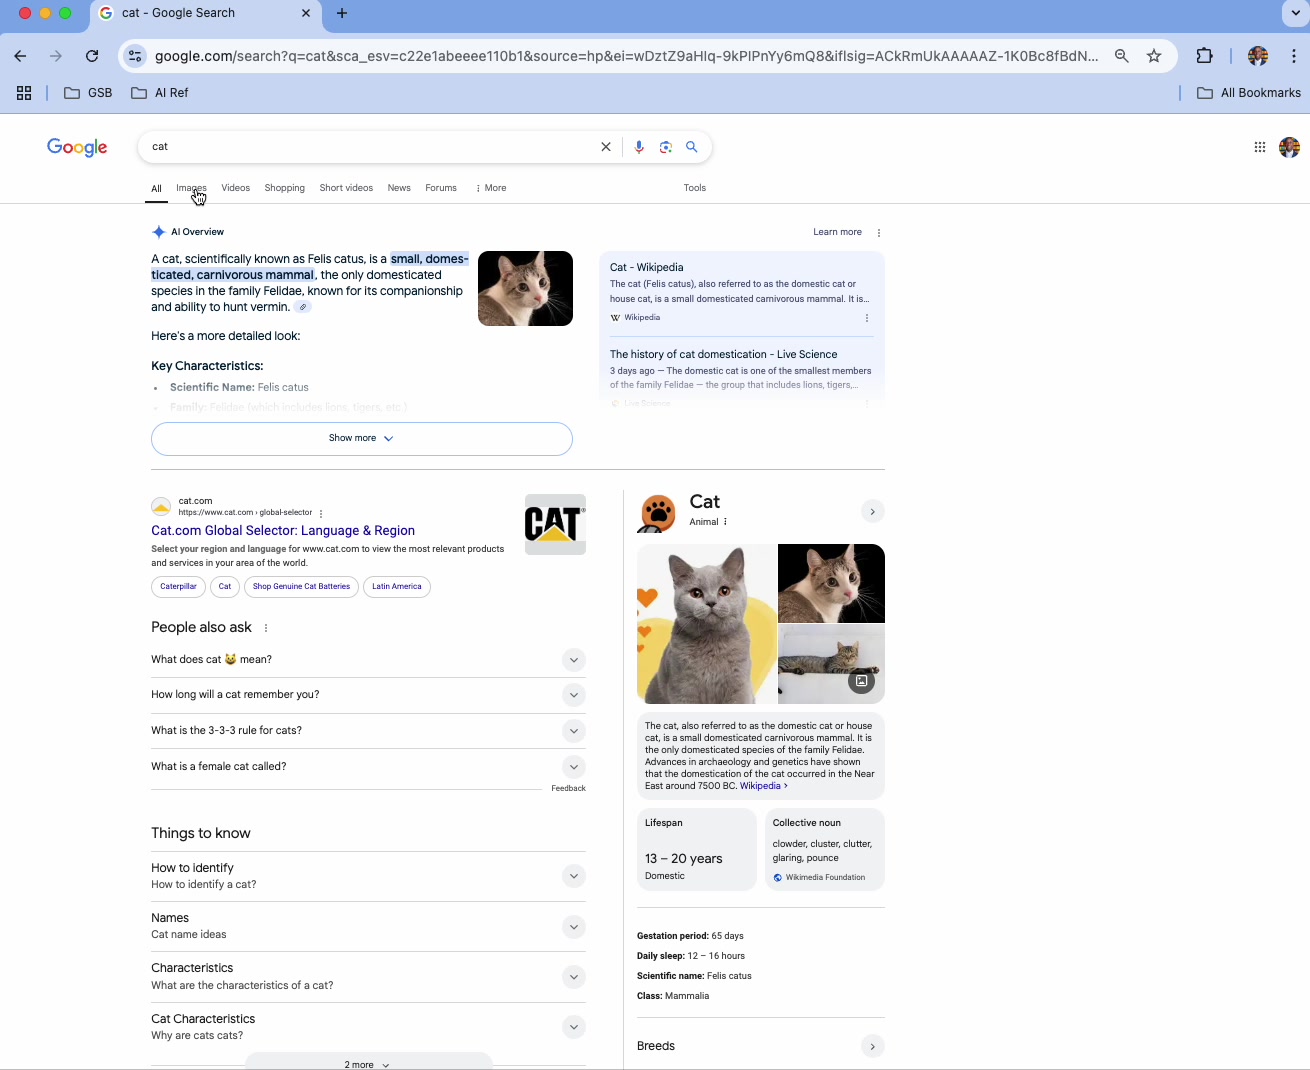 cat - Google Search
google.com/search?q=cat&sca_esv=c22e1abeeee110b1&source=hp&ei=wDztZ9aHIq-9kPIPnYy6mQ8&iflsig=ACkRmUkAAAAAZ-1K0Bc8fBdN...
GSB
AI Ref
All Bookmarks
Google
cat
All
Images
Videos
Shopping
Short videos
News
Forums
More
Tools
AI Overview
Learn more
A cat, scientifically known as Felis catus, is a small, domes-
ticated, carnivorous mammal, the only domesticated
species in the family Felidae, known for its companionship
and ability to hunt vermin.
Here's a more detailed look:
Key Characteristics:
• Scientific Name: Felis catus
• Family: Felidae (which includes lions, tigers, etc.)
Show more
Cat - Wikipedia
The cat (Felis catus), also referred to as the domestic cat or
house cat, is a small domesticated carnivorous mammal. It is...
W Wikipedia
The history of cat domestication - Live Science
3 days ago — The domestic cat is one of the smallest members
of the family Felidae — the group that includes lions, tigers,...
Live Science
cat.com
https://www.cat.com › global-selector
Cat.com Global Selector: Language & Region
Select your region and language for www.cat.com to view the most relevant products
and services in your area of the world.
CAT®
Caterpillar
Cat
Shop Genuine Cat Batteries
Latin America
People also ask
What does cat 😺 mean?
How long will a cat remember you?
What is the 3-3-3 rule for cats?
What is a female cat called?
Feedback
Things to know
How to identify
How to identify a cat?
Names
Cat name ideas
Characteristics
What are the characteristics of a cat?
Cat Characteristics
Why are cats cats?
2 more
Cat
Animal
The cat, also referred to as the domestic cat or house
cat, is a small domesticated carnivorous mammal. It is
the only domesticated species of the family Felidae.
Advances in archaeology and genetics have shown
that the domestication of the cat occurred in the Near
East around 7500 BC. Wikipedia ›
Lifespan
13 – 20 years
Domestic
Collective noun
clowder, cluster, clutter,
glaring, pounce
Wikimedia Foundation
Gestation period: 65 days
Daily sleep: 12 – 16 hours
Scientific name: Felis catus
Class: Mammalia
Breeds